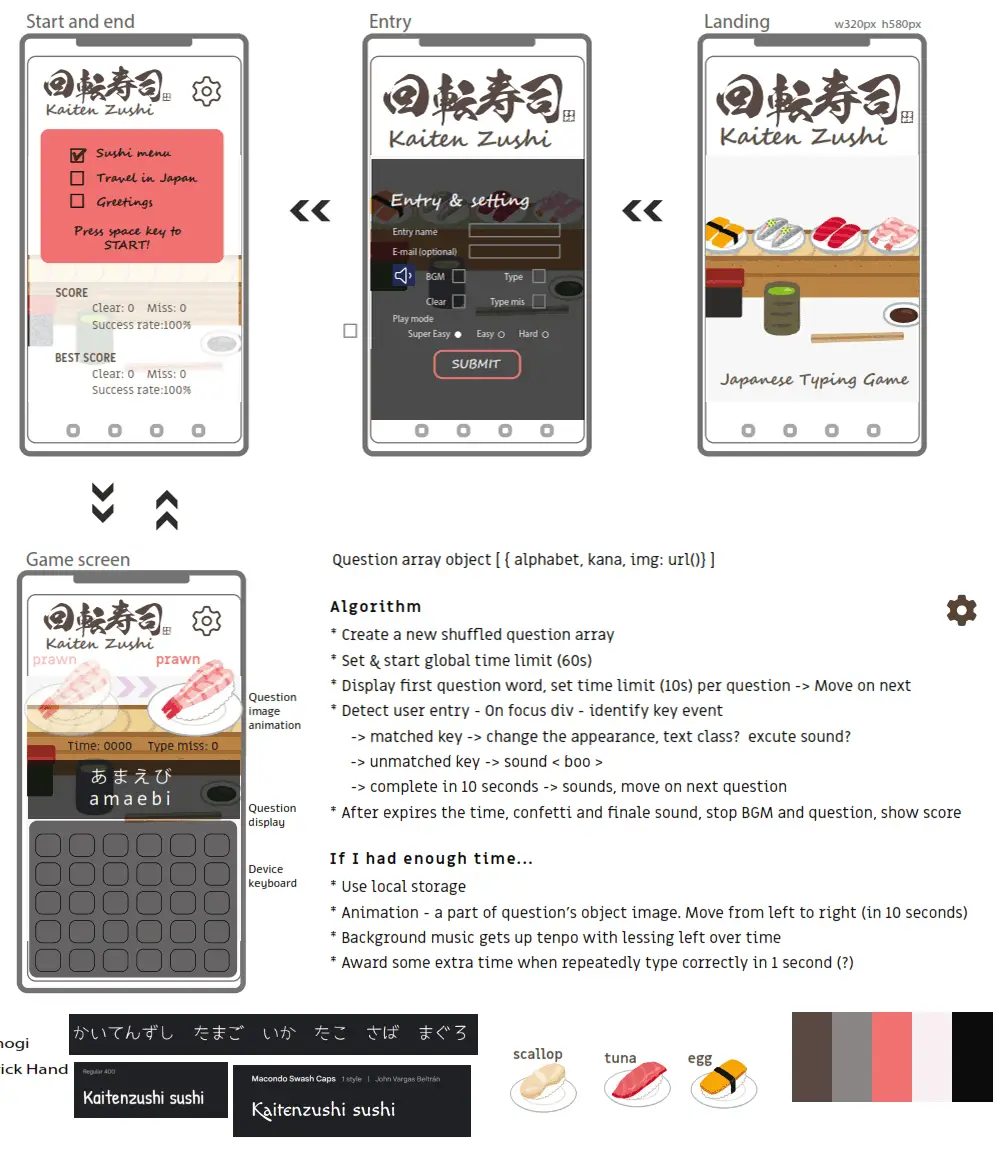 Start and end
回転寿司
Kaiten Zushi
Sushi menu
Travel in Japan
Greetings
Press space key to
START!
SCORE
Clear: 0 Miss: 0
Success rate:100%
BEST SCORE
Clear: 0 Miss: 0
Success rate:100%
Entry
回転寿司
Kaiten Zushi
Entry & setting
Entry name
E-mail (optional)
BGM Type
Clear Type mis
Play mode
Super Easy Easy Hard
SUBMIT
Landing w320px h580px
回転寿司
Kaiten Zushi
Japanese Typing Game
Game screen
回転寿司
Kaiten Zushi
prawn prawn
Time: 0000 Type miss: 0
あまえび
amaebi
Question
image
animation
Question
display
Device
keyboard
Question array object [ { alphabet, kana, img: url()} ]
Algorithm
* Create a new shuffled question array
* Set & start global time limit (60s)
* Display first question word, set time limit (10s) per question -> Move on next
* Detect user entry - On focus div - identify key event
-> matched key -> change the appearance, text class? excute sound?
-> unmatched key -> sound < boo >
-> complete in 10 seconds -> sounds, move on next question
* After expires the time, confetti and finale sound, stop BGM and question, show score
If I had enough time...
* Use local storage
* Animation - a part of question's object image. Move from left to right (in 10 seconds)
* Background music gets up tenpo with lessing left over time
* Award some extra time when repeatedly type correctly in 1 second (?)
かいてんずし たまご いか たこ さば まぐろ
Regular 400
Kaitenzushi sushi
Macondo Swash Caps 1 style | John Vargas Beltrán
Kaitenzushi sushi
scallop tuna egg